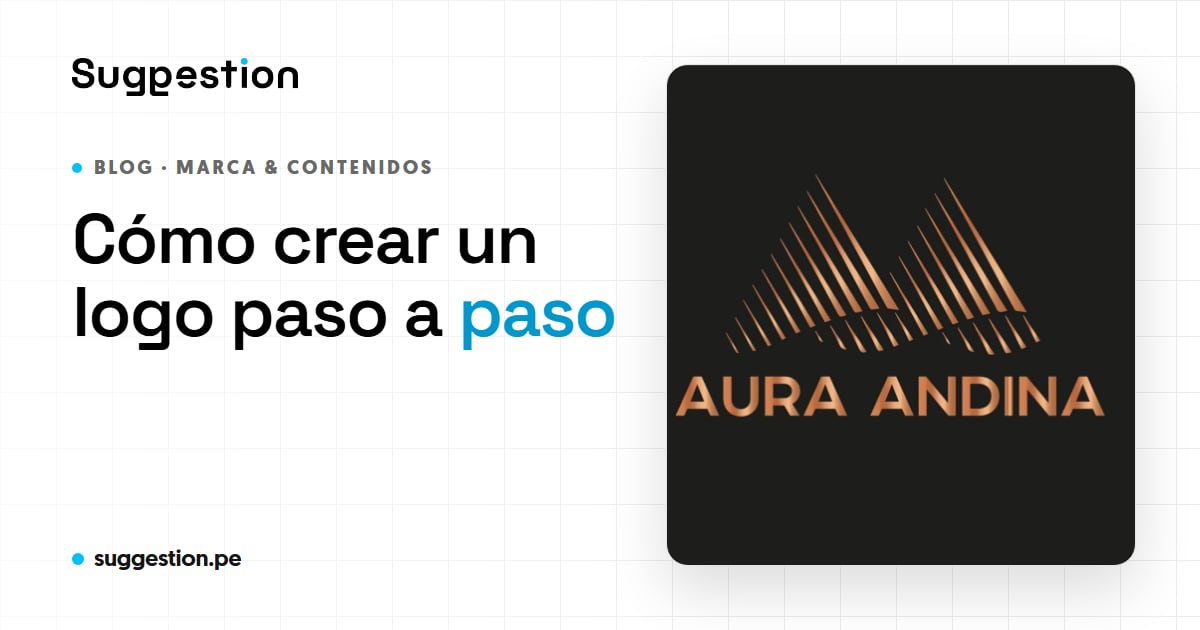 Suggestion
BLOG · MARCA & CONTENIDOS
Cómo crear un
logo paso a paso
suggestion.pe
AURA ANDINA